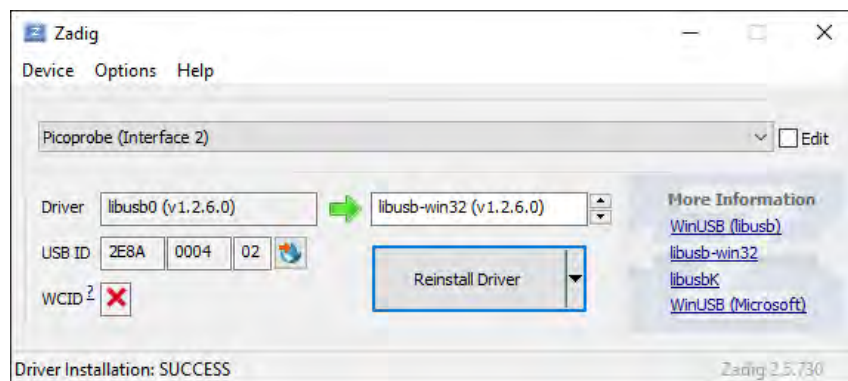 Zadig
Device Options Help
Picoprobe (Interface 2)
Edit
Driver libusb0 (v1.2.6.0) libusb-win32 (v1.2.6.0)
USB ID 2E8A 0004 02
WCID ?
Reinstall Driver
More Information
WinUSB (libusb)
libusb-win32
libusbK
WinUSB (Microsoft)
Driver Installation: SUCCESS
Zadig 2.5.730